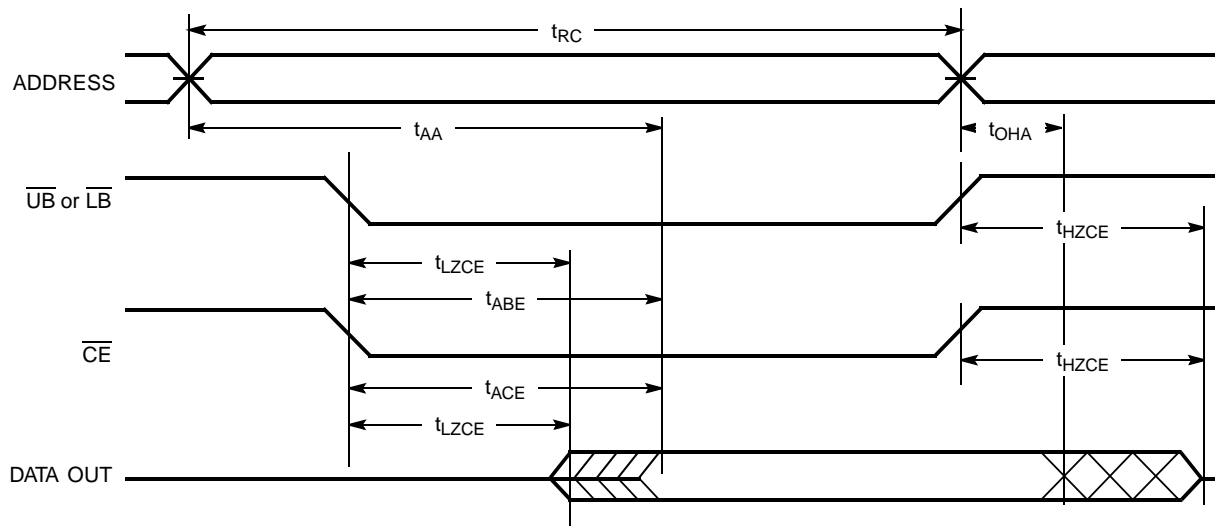 tRC
ADDRESS
tAA
tOHA
UB or LB
tHZCE
tLZCE
tABE
CE
tHZCE
tACE
tLZCE
DATA OUT